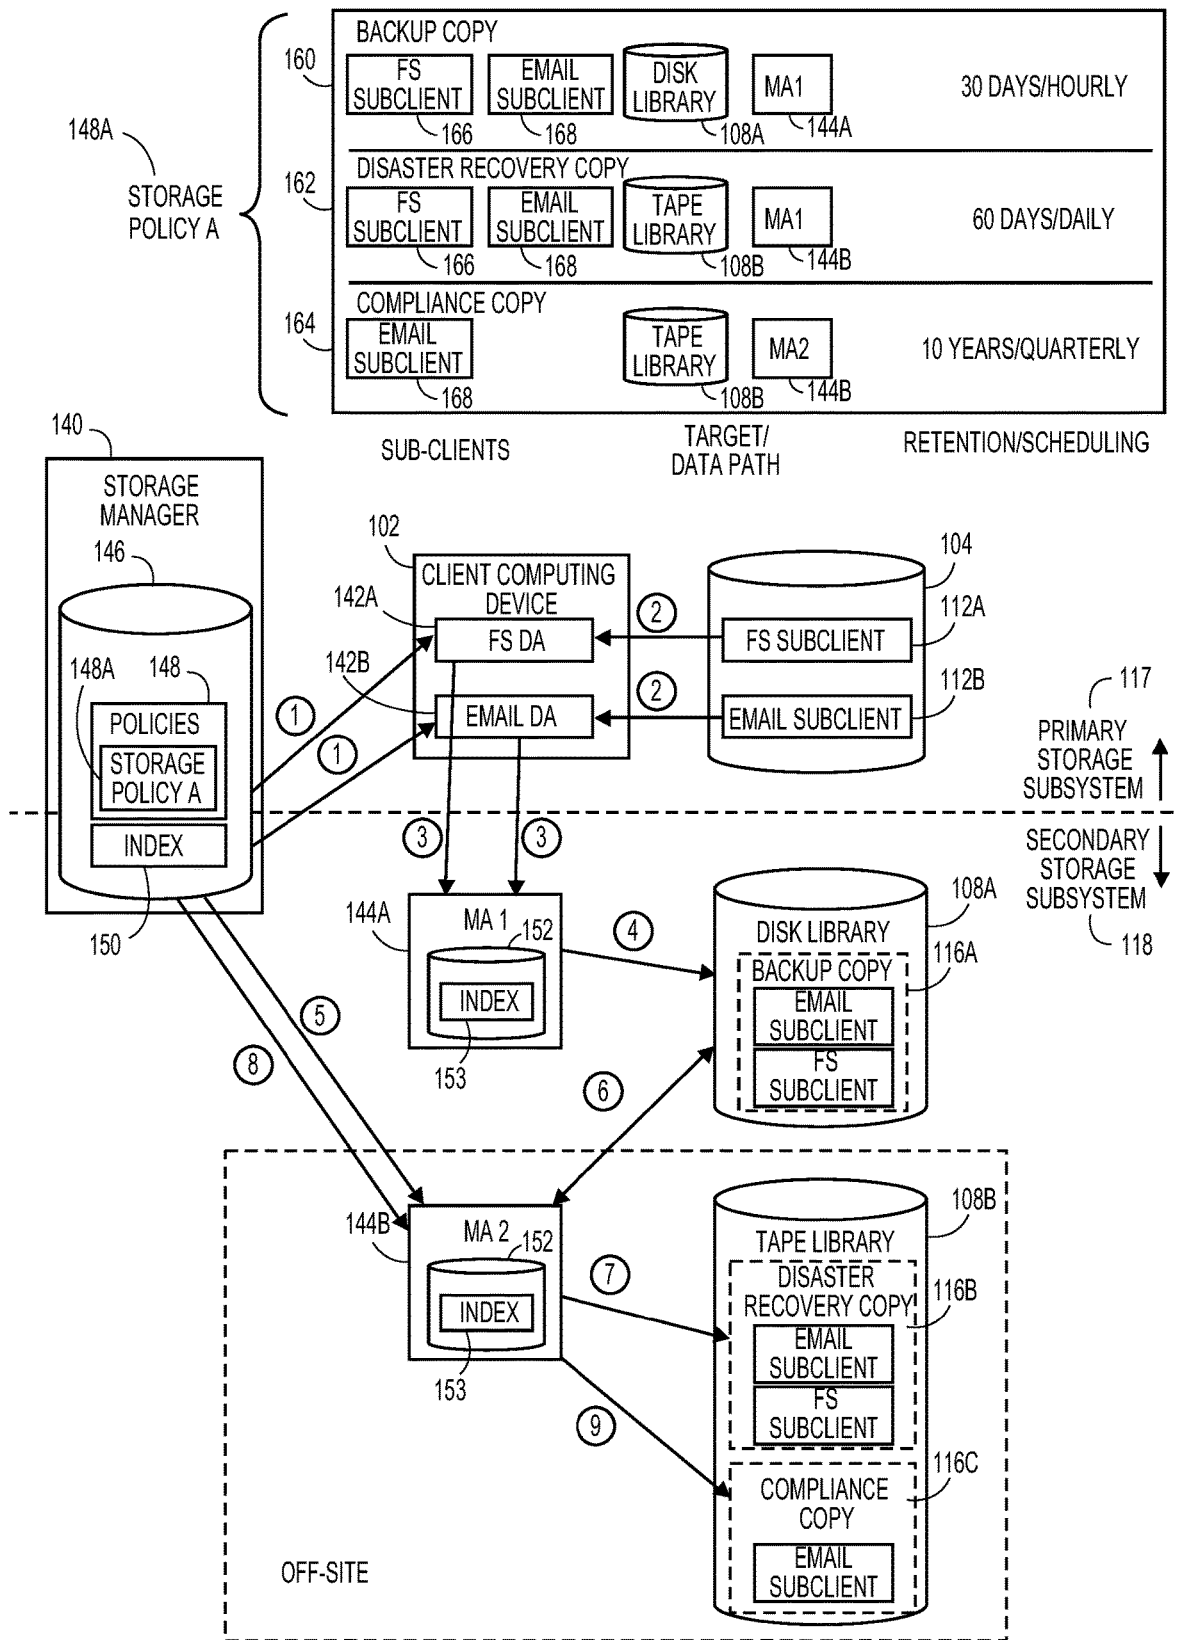 BACKUP COPY
160
FS
SUBCLIENT
166
EMAIL
SUBCLIENT
168
DISK
LIBRARY
108A
MA1
144A
30 DAYS/HOURLY
148A
STORAGE
POLICY A
DISASTER RECOVERY COPY
162
FS
SUBCLIENT
166
EMAIL
SUBCLIENT
168
TAPE
LIBRARY
108B
MA1
144B
60 DAYS/DAILY
COMPLIANCE COPY
164
EMAIL
SUBCLIENT
168
TAPE
LIBRARY
108B
MA2
144B
10 YEARS/QUARTERLY
SUB-CLIENTS
TARGET/
DATA PATH
RETENTION/SCHEDULING
140
STORAGE
MANAGER
146
148A
148
POLICIES
STORAGE
POLICY A
INDEX
150
102
CLIENT COMPUTING
DEVICE
142A
FS DA
142B
EMAIL DA
1
1
2
2
104
FS SUBCLIENT
112A
EMAIL SUBCLIENT
112B
117
PRIMARY
STORAGE
SUBSYSTEM
SECONDARY
STORAGE
SUBSYSTEM
118
3
3
144A
MA 1
152
INDEX
153
4
108A
DISK LIBRARY
116A
BACKUP COPY
EMAIL
SUBCLIENT
FS
SUBCLIENT
5
8
6
144B
MA 2
152
INDEX
153
7
9
108B
TAPE LIBRARY
DISASTER
RECOVERY COPY
116B
EMAIL
SUBCLIENT
FS
SUBCLIENT
116C
COMPLIANCE
COPY
EMAIL
SUBCLIENT
OFF-SITE